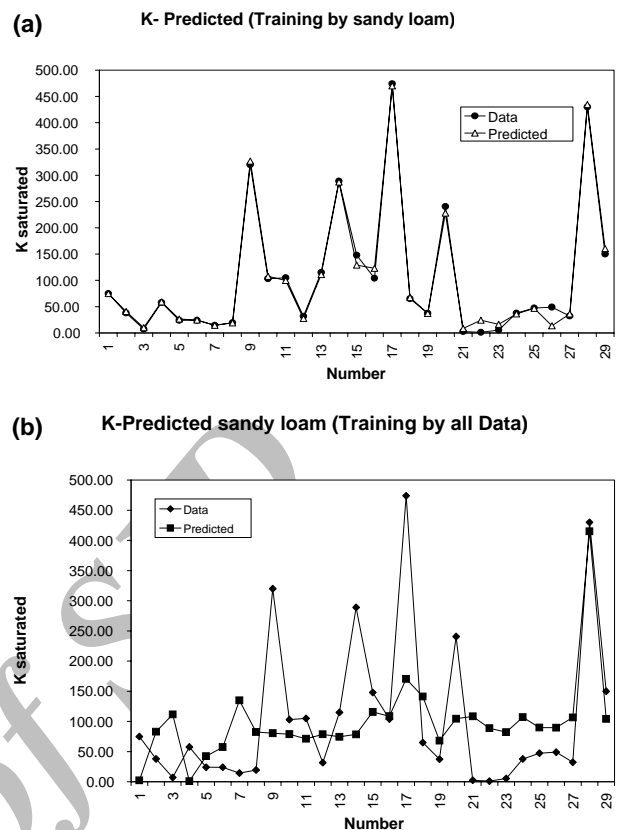 (a)
K- Predicted (Training by sandy loam)
500.00
450.00
400.00
350.00
300.00
250.00
200.00
150.00
100.00
50.00
0.00
K saturated
Data
Predicted
1 3 5 7 9 11 13 15 17 19 21 23 25 27 29
Number
(b)
K-Predicted sandy loam (Training by all Data)
500.00
450.00
400.00
350.00
300.00
250.00
200.00
150.00
100.00
50.00
0.00
K saturated
Data
Predicted
1 3 5 7 9 11 13 15 17 19 21 23 25 27 29
Number
of